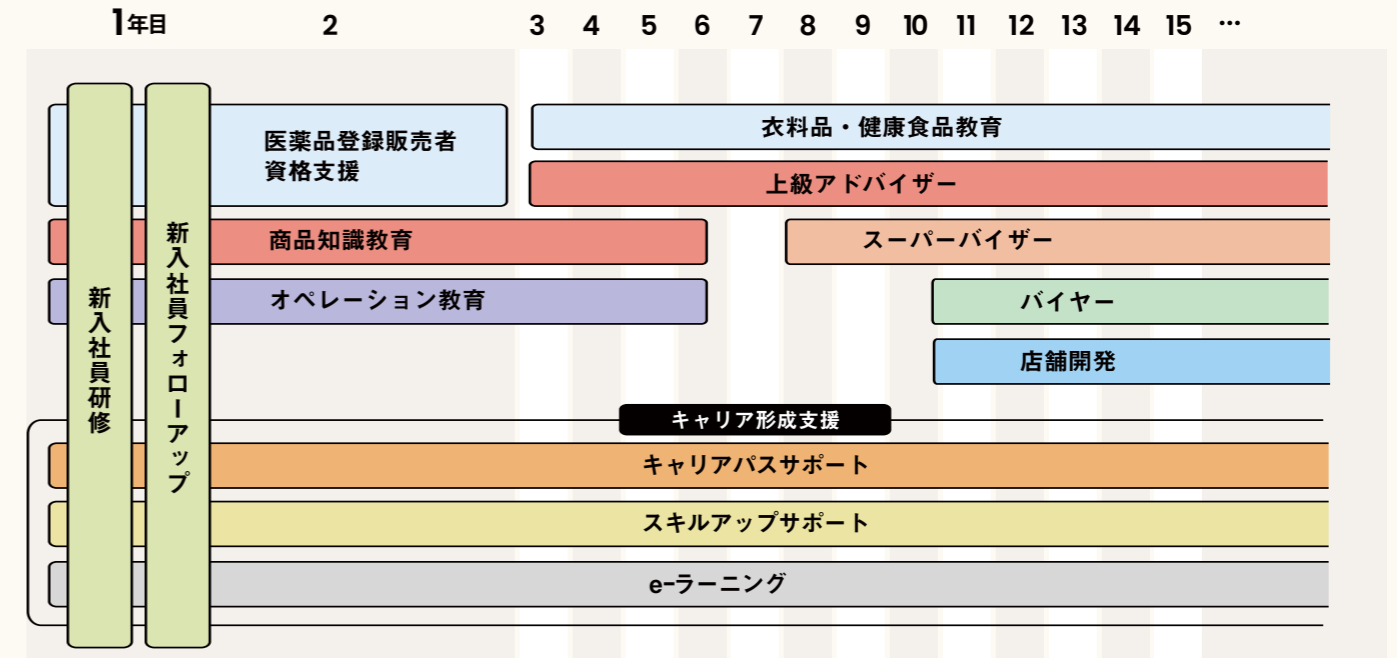 1年目 2 3 4 5 6 7 8 9 10 11 12 13 14 15 …
新入社員研修
新入社員フォローアップ
医薬品登録販売者
資格支援
衣料品・健康食品教育
上級アドバイザー
商品知識教育
スーパーバイザー
オペレーション教育
バイヤー
店舗開発
キャリア形成支援
キャリアパスサポート
スキルアップサポート
e-ラーニング